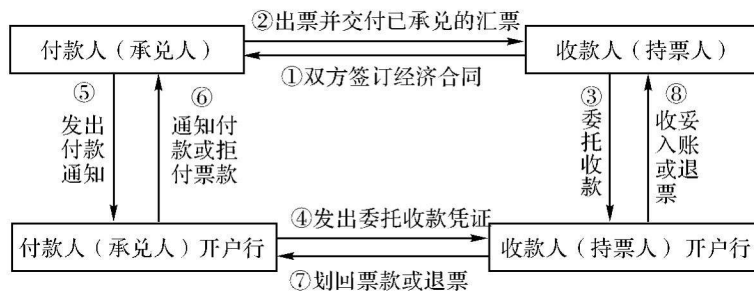 ②出票并交付已承兑的汇票
付款人（承兑人）
收款人（持票人）
①双方签订经济合同
⑤
发出
付款
通知
⑥
通知付
款或拒
付票款
③
委
托
收
款
⑧
收妥
入或
账退
票
④发出委托收款凭证
付款人（承兑人）开户行
收款人（持票人）开户行
⑦划回票款或退票